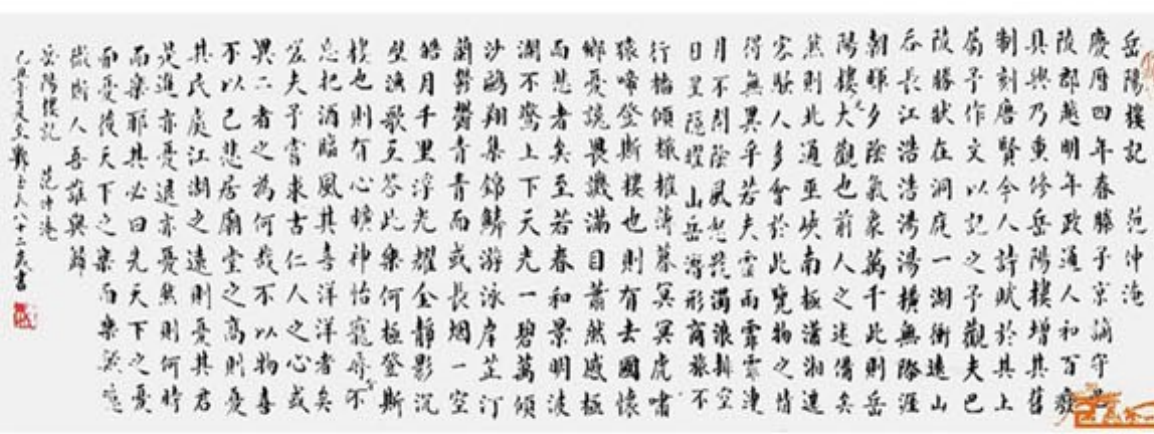 岳陽樓記 范仲淹
慶曆四年春滕子京謫守
陵郡越明年政通人和百廢
具興乃重修岳陽樓增其舊
制刻唐賢今人詩賦於其上
屬予作文以記之予觀夫巴
陵勝狀在洞庭一湖銜遠山
吞長江浩浩湯湯橫無際涯
朝暉夕陰氣象萬千此則岳
陽樓之大觀也前人之述備矣
然則北通巫峽南極瀟湘遷
客騷人多會於此覽物之情
得無異乎若夫霪雨霏霏連
月不開陰風怒號濁浪排空
日星隱耀山岳潛形商旅不
行檣傾楫摧薄暮冥冥虎嘯
猿啼登斯樓也則有去國懷
鄉憂讒畏譏滿目蕭然感極
而悲者矣至若春和景明波
瀾不驚上下天光一碧萬頃
沙鷗翔集錦鱗游泳岸芷汀
蘭鬱鬱青青而或長煙一空
皓月千里浮光耀金靜影沉
璧漁歌互答此樂何極登斯
樓也則有心曠神怡寵辱不
忘把酒臨風其喜洋洋者矣
嗟夫予嘗求古仁人之心或
異二者之為何哉不以物喜
不以己悲居廟堂之高則憂
其民處江湖之遠則憂其君
是進亦憂退亦憂然則何時
而樂耶其必曰先天下之憂
而憂後天下之樂而樂歟噫
微斯人吾誰與歸
岳陽樓記 范仲淹
己丑年夏 八十二歲書